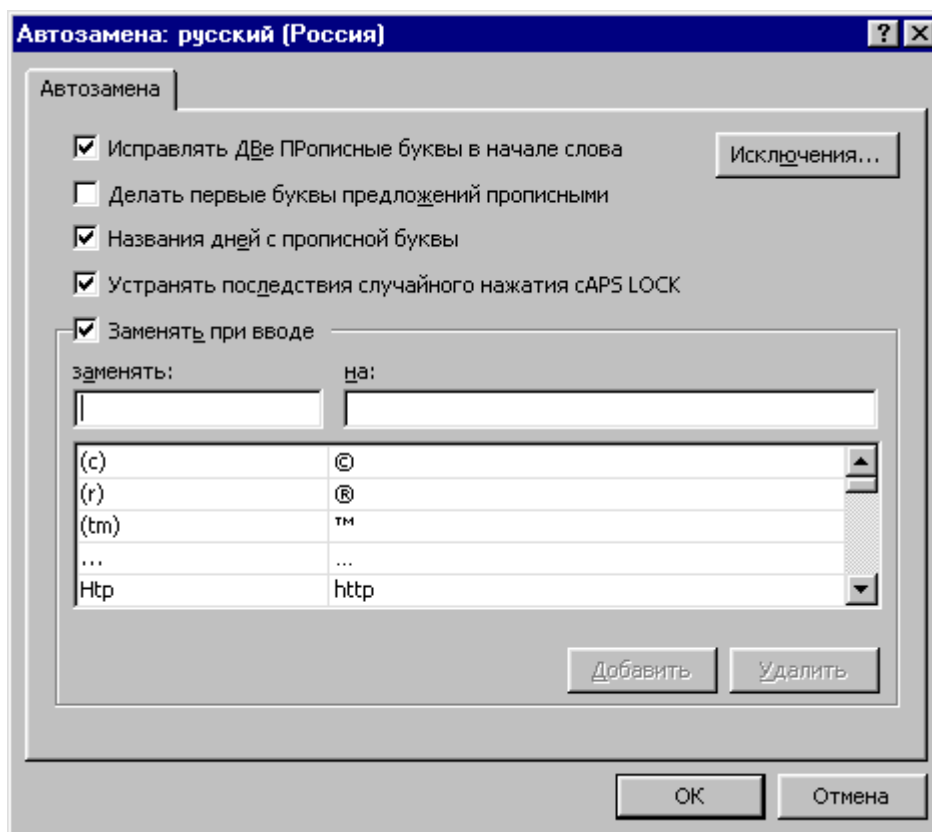 Автозамена: русский (Россия)
Автозамена
Исправлять ДВе ПРописные буквы в начале слова
Исключения...
Делать первые буквы предложений прописными
Названия дней с прописной буквы
Устранять последствия случайного нажатия cAPS LOCK
Заменять при вводе
заменять: на:
(c) ©
(r) ®
(tm) ™
... …
Htp http
Добавить Удалить
ОК Отмена